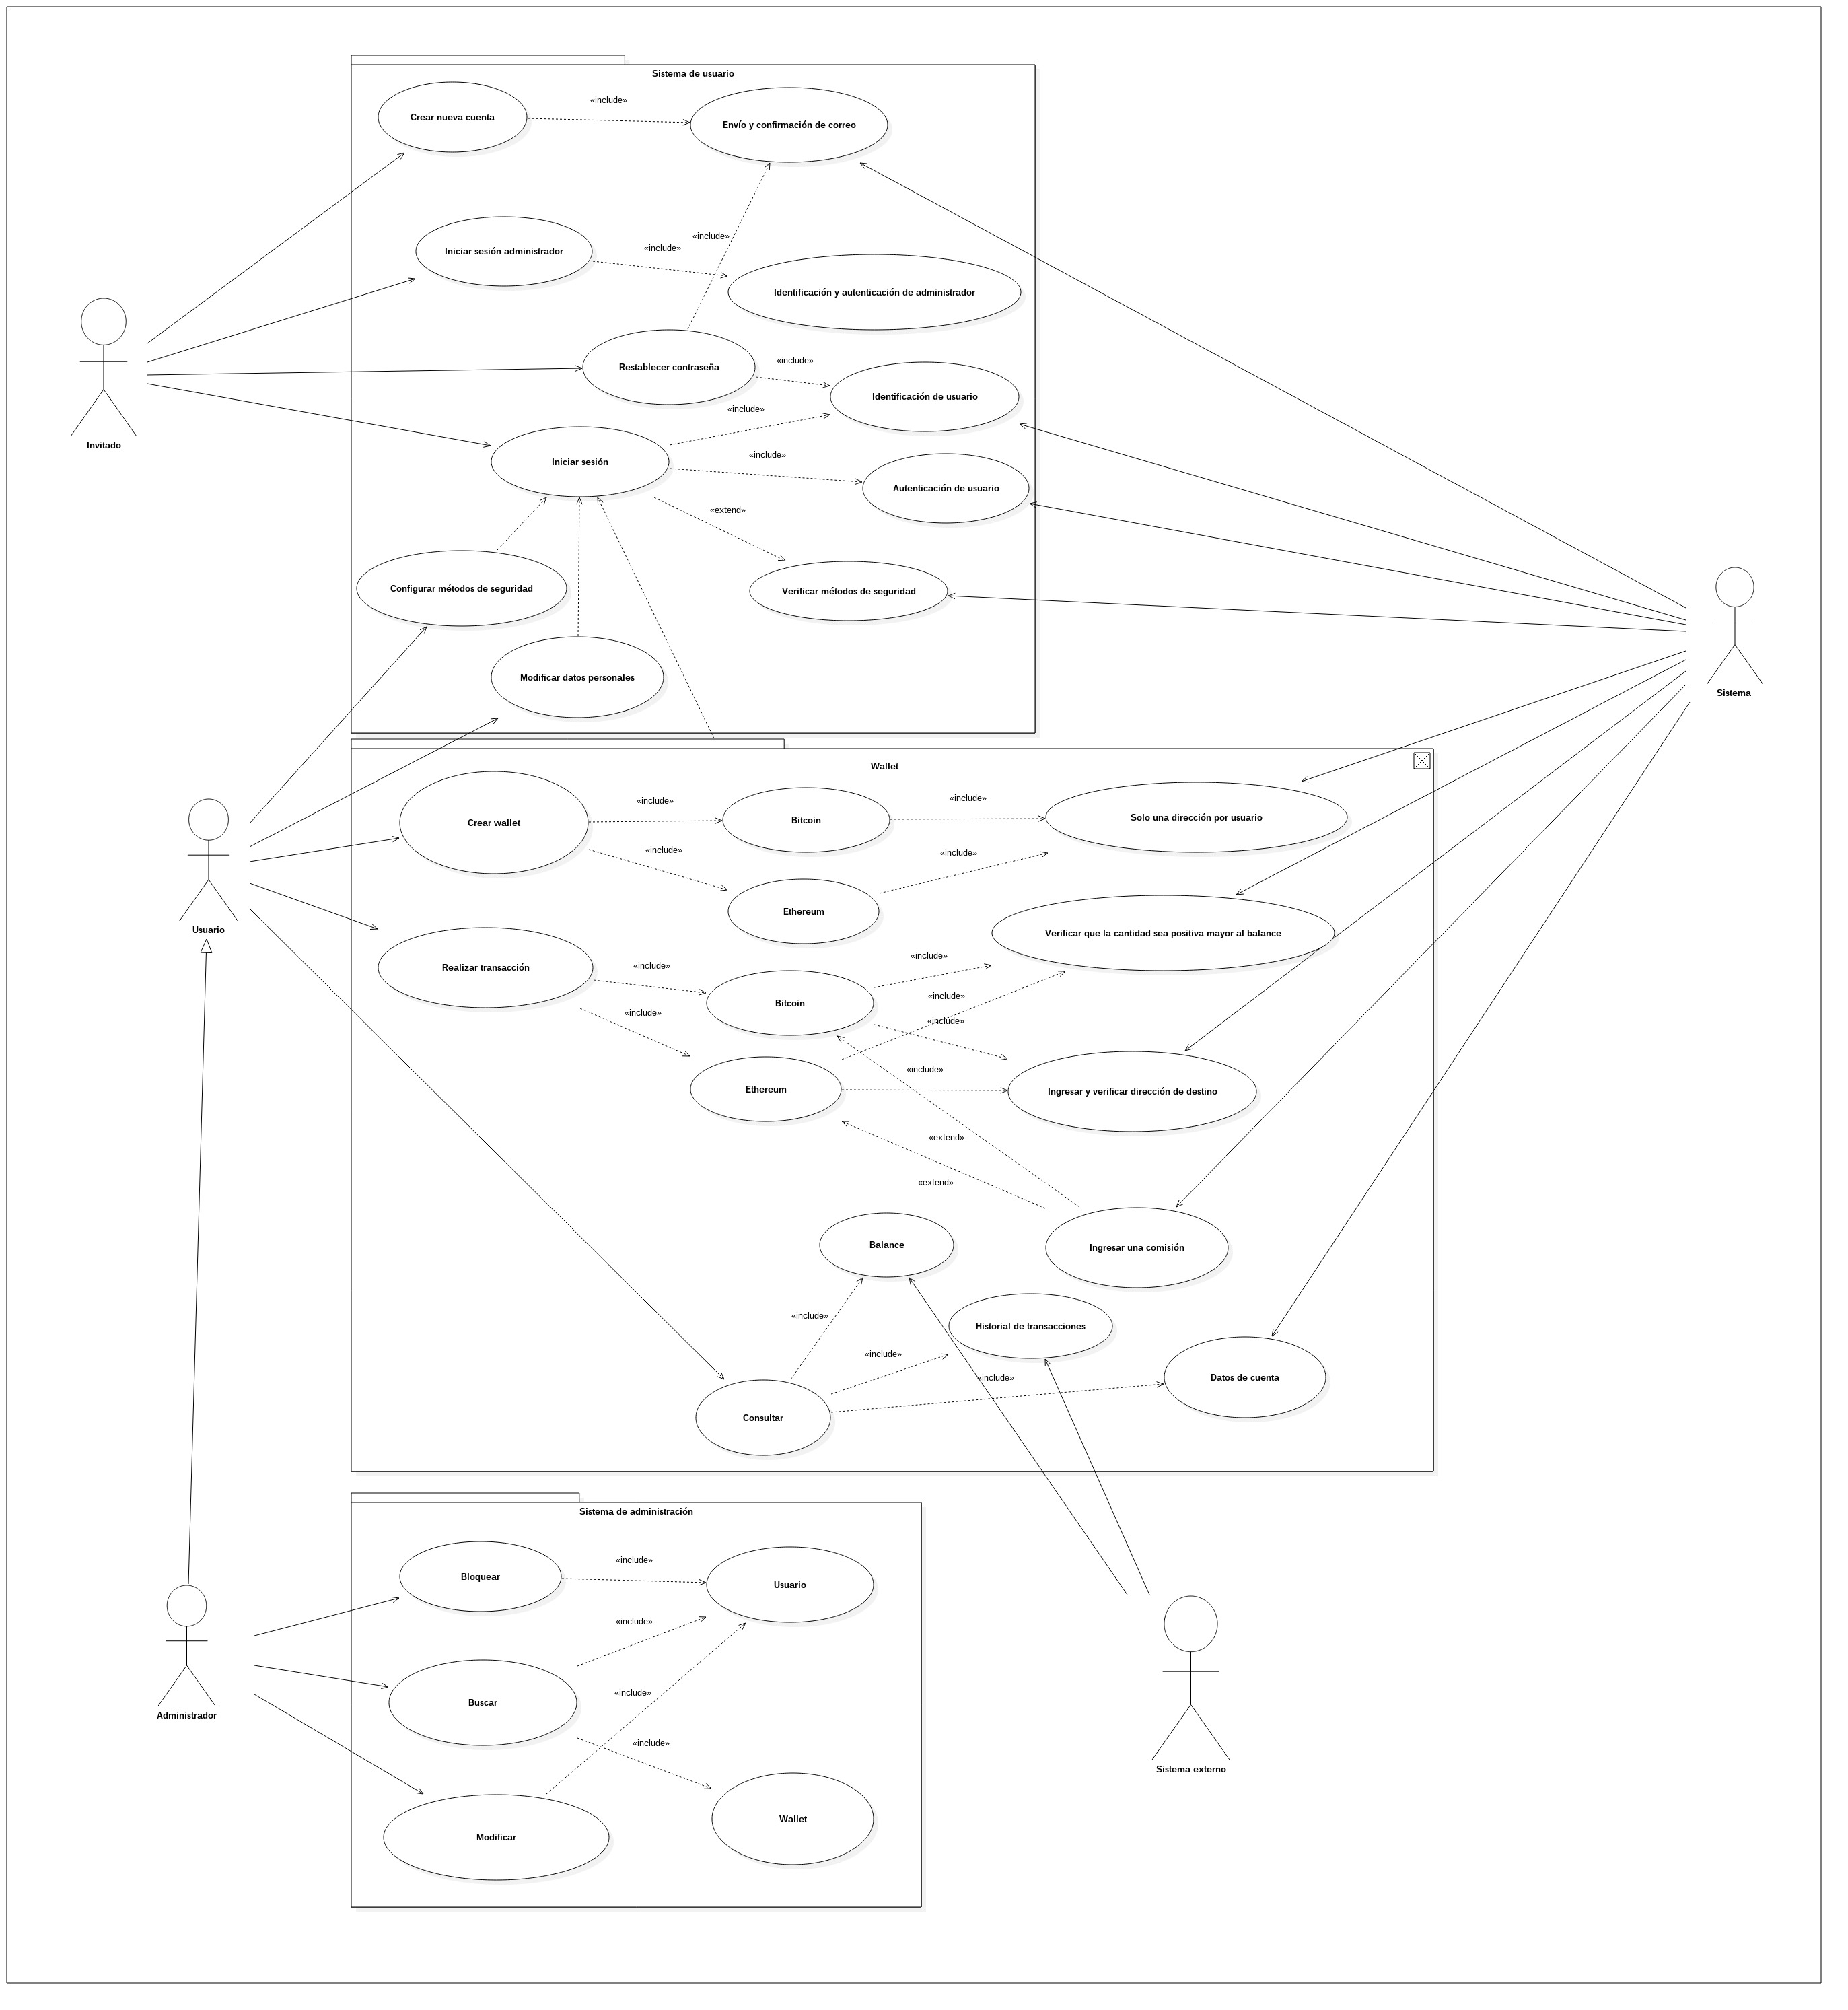 Sistema de usuario
Crear nueva cuenta
«include»
Envío y confirmación de correo
Iniciar sesión administrador
«include»
«include»
Identificación y autenticación de administrador
Restablecer contraseña
«include»
Identificación de usuario
«include»
Iniciar sesión
«include»
Autenticación de usuario
«extend»
Configurar métodos de seguridad
Verificar métodos de seguridad
Modificar datos personales
Invitado
Sistema
Usuario
Wallet
Crear wallet
«include»
Bitcoin
«include»
Solo una dirección por usuario
«include»
Ethereum
«include»
Realizar transacción
«include»
Bitcoin
«include»
Verificar que la cantidad sea positiva mayor al balance
«include»
Ethereum
«include»
«include»
«include»
Ingresar y verificar dirección de destino
«extend»
«extend»
Ingresar una comisión
Balance
«include»
Historial de transacciones
«include»
«include»
Datos de cuenta
Consultar
Sistema de administración
Bloquear
«include»
Usuario
«include»
Buscar
«include»
«include»
Wallet
Modificar
Administrador
Sistema externo